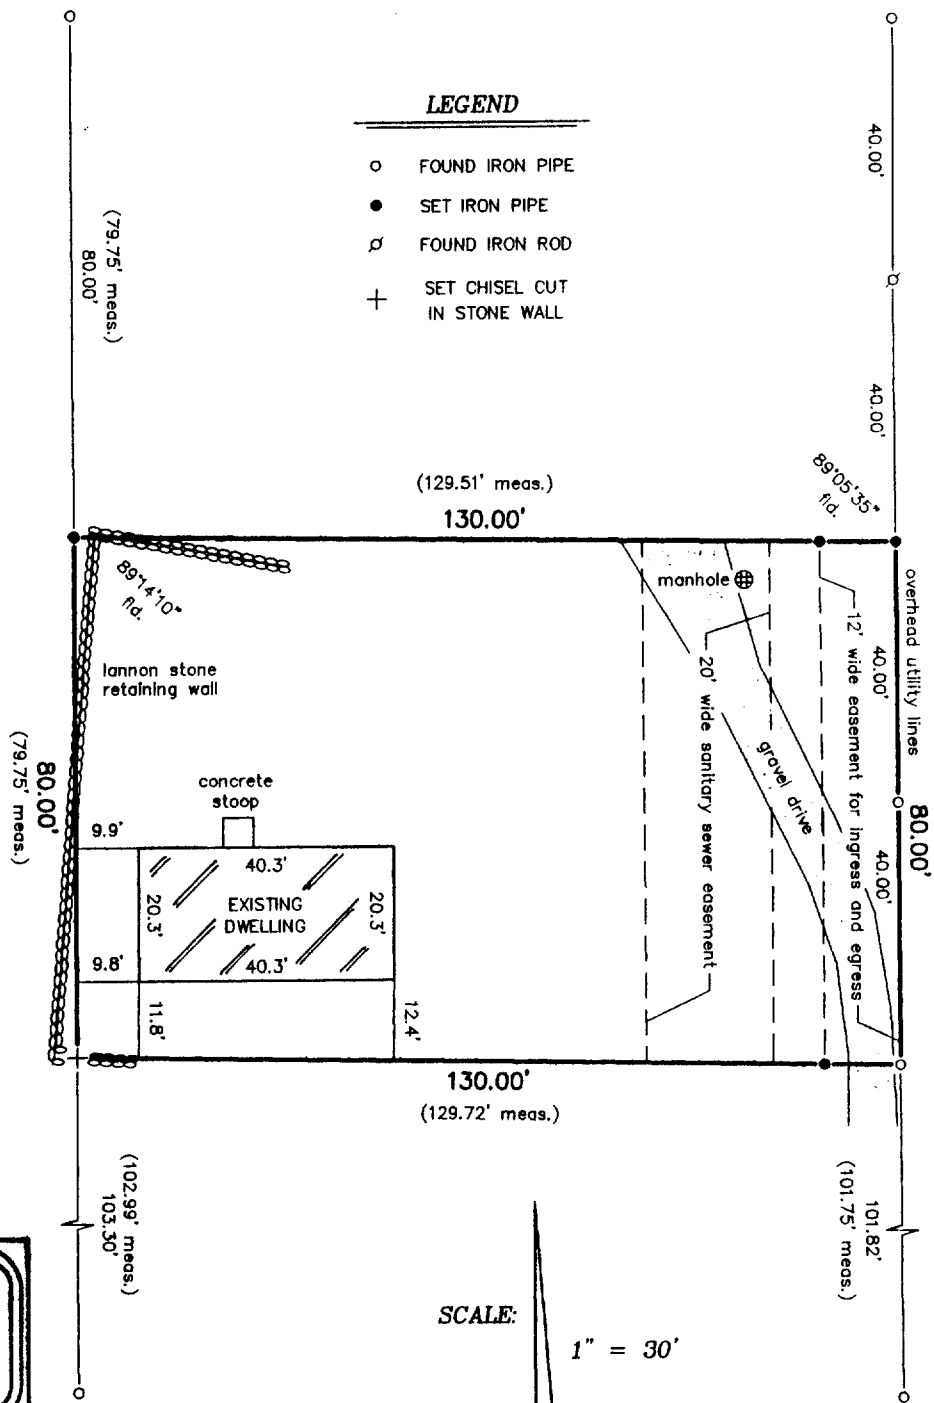 LEGEND
FOUND IRON PIPE
SET IRON PIPE
FOUND IRON ROD
SET CHISEL CUT
IN STONE WALL
(79.75' meas.)
80.00'
40.00'
40.00'
(129.51' meas.)
130.00'
89°05'35"
fld.
89°14'10"
fld.
lannon stone
retaining wall
manhole
20' wide sanitary sewer easement
gravel drive
12' wide easement for ingress and egress
overhead utility lines
40.00'
40.00'
80.00'
80.00'
(79.75' meas.)
concrete
stoop
9.9'
40.3'
20.3'
EXISTING
DWELLING
20.3'
40.3'
9.8'
11.8'
12.4'
130.00'
(129.72' meas.)
(102.99' meas.)
103.30'
101.82'
(101.75' meas.)
SCALE:
1" = 30'